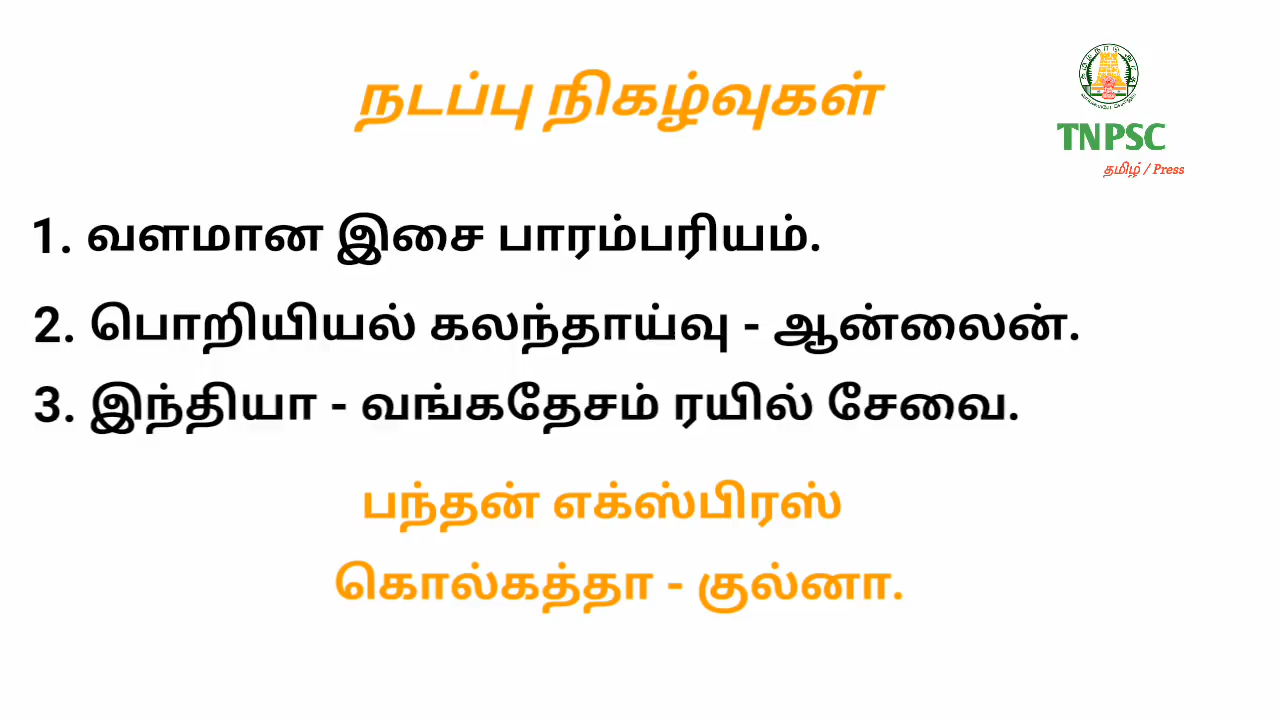 நடப்பு நிகழ்வுகள்
TNPSC
தமிழ் / Press
1. வளமான இசை பாரம்பரியம்.
2. பொறியியல் கலந்தாய்வு - ஆன்லைன்.
3. இந்தியா - வங்கதேசம் ரயில் சேவை.
பந்தன் எக்ஸ்பிரஸ்
கொல்கத்தா - குல்னா.